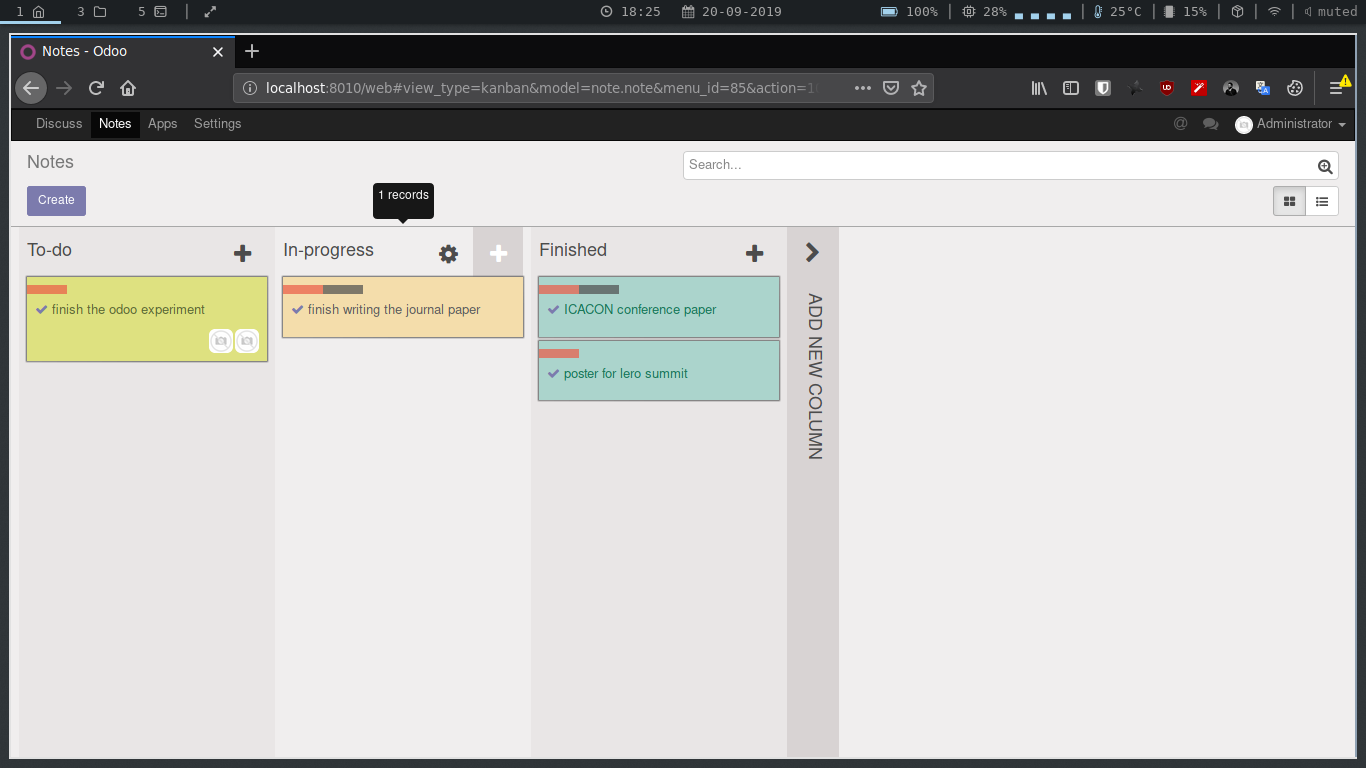 1 3 5 18:25 20-09-2019 100% 28% 25°C 15% muted
Notes - Odoo
localhost:8010/web#view_type=kanban&model=note.note&menu_id=85&action=1
Discuss Notes Apps Settings Administrator
Notes Search...
Create
1 records
To-do In-progress Finished
finish the odoo experiment
finish writing the journal paper
ICACON conference paper
poster for lero summit
ADD NEW COLUMN